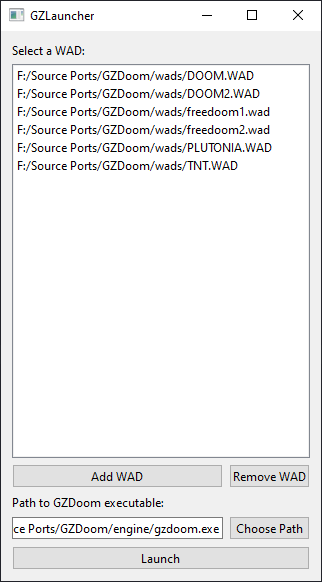 GZLauncher
Select a WAD:
F:/Source Ports/GZDoom/wads/DOOM.WAD
F:/Source Ports/GZDoom/wads/DOOM2.WAD
F:/Source Ports/GZDoom/wads/freedoom1.wad
F:/Source Ports/GZDoom/wads/freedoom2.wad
F:/Source Ports/GZDoom/wads/PLUTONIA.WAD
F:/Source Ports/GZDoom/wads/TNT.WAD
Add WAD Remove WAD
Path to GZDoom executable:
ce Ports/GZDoom/engine/gzdoom.exe Choose Path
Launch